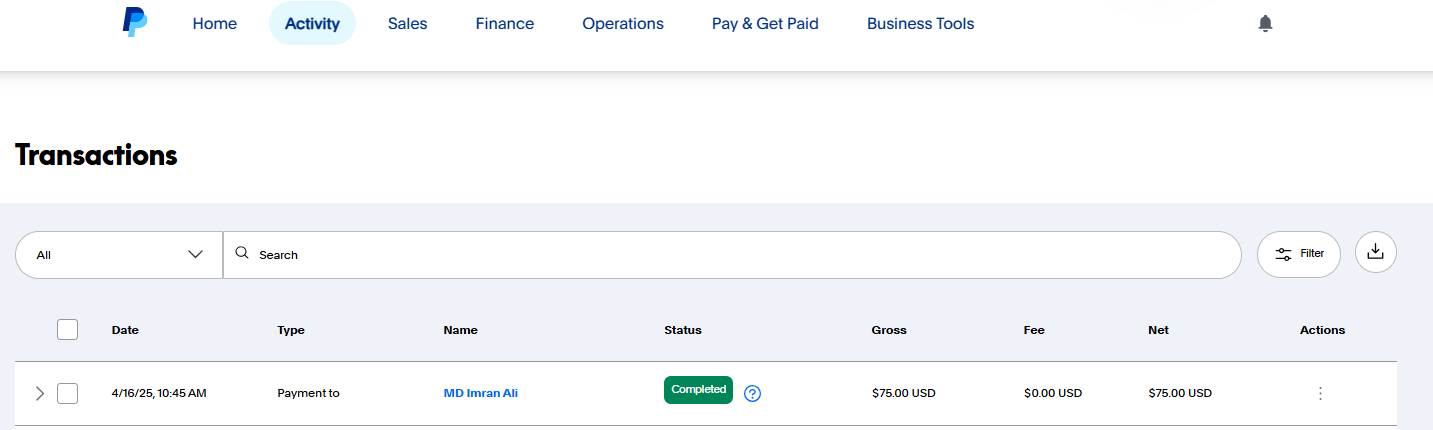 Home Activity Sales Finance Operations Pay & Get Paid Business Tools
Transactions
All Search Filter
Date Type Name Status Gross Fee Net Actions
4/16/25, 10:45 AM Payment to MD Imran Ali Completed $75.00 USD $0.00 USD $75.00 USD